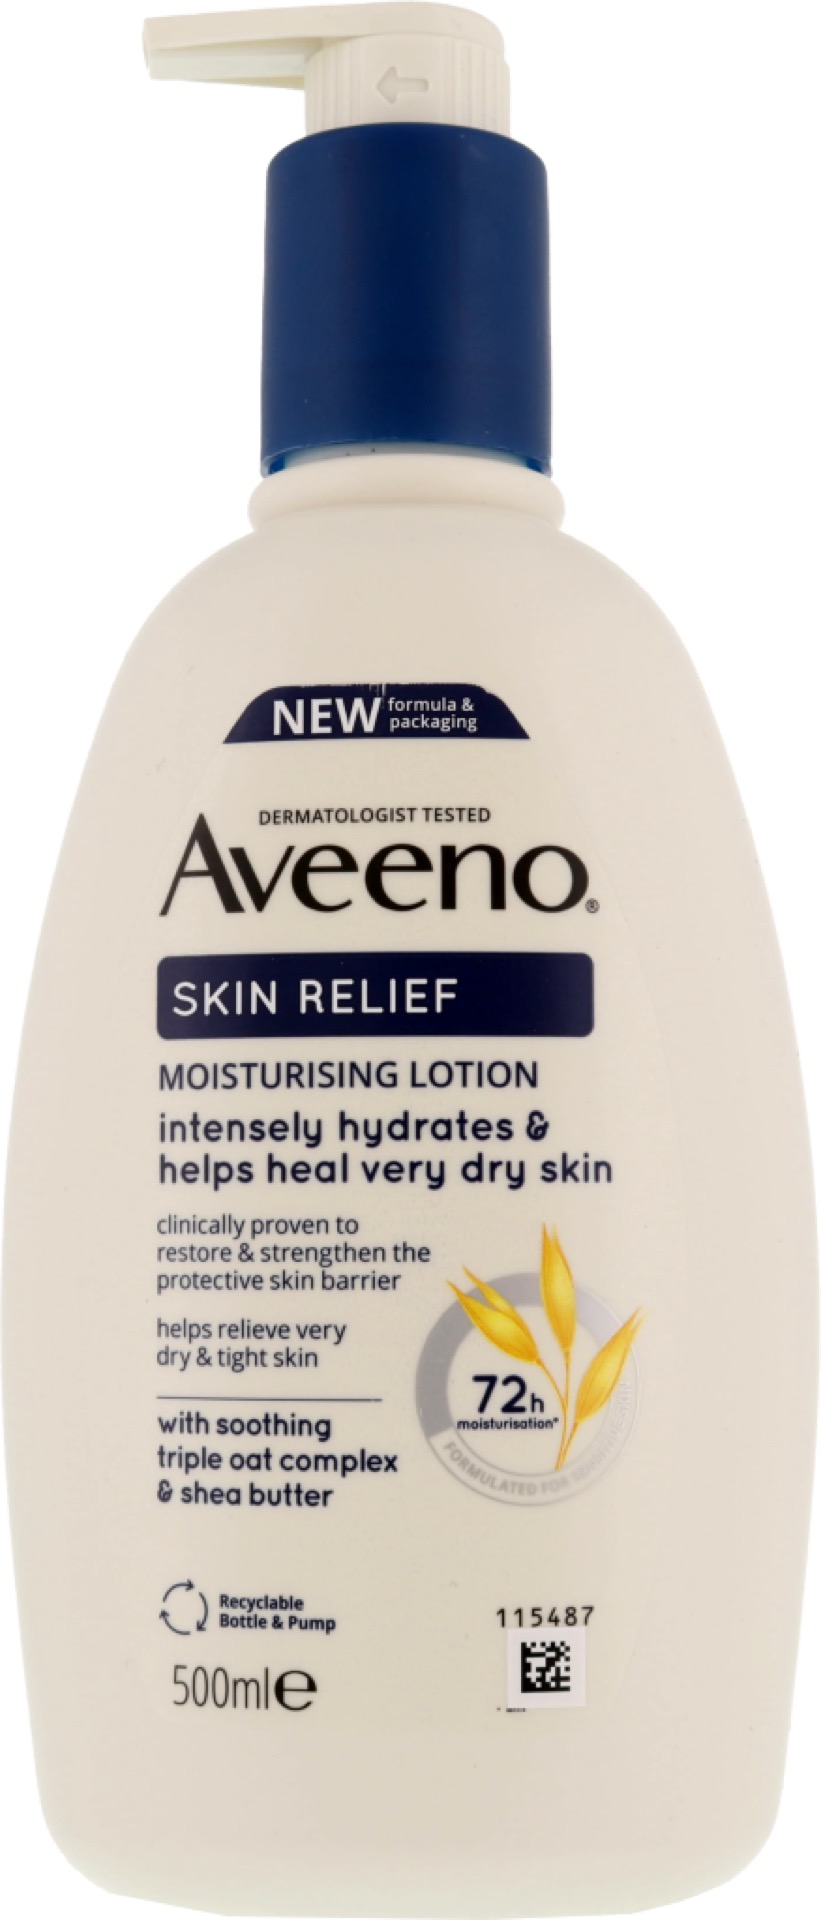 NEW formula &
packaging
DERMATOLOGIST TESTED
Aveeno®
SKIN RELIEF
MOISTURISING LOTION
intensely hydrates &
helps heal very dry skin
clinically proven to
restore & strengthen the
protective skin barrier
helps relieve very
dry & tight skin
72h
moisturisation*
FORMULATED FOR SENSITIVE SKIN
with soothing
triple oat complex
& shea butter
Recyclable
Bottle & Pump
115487
500ml℮